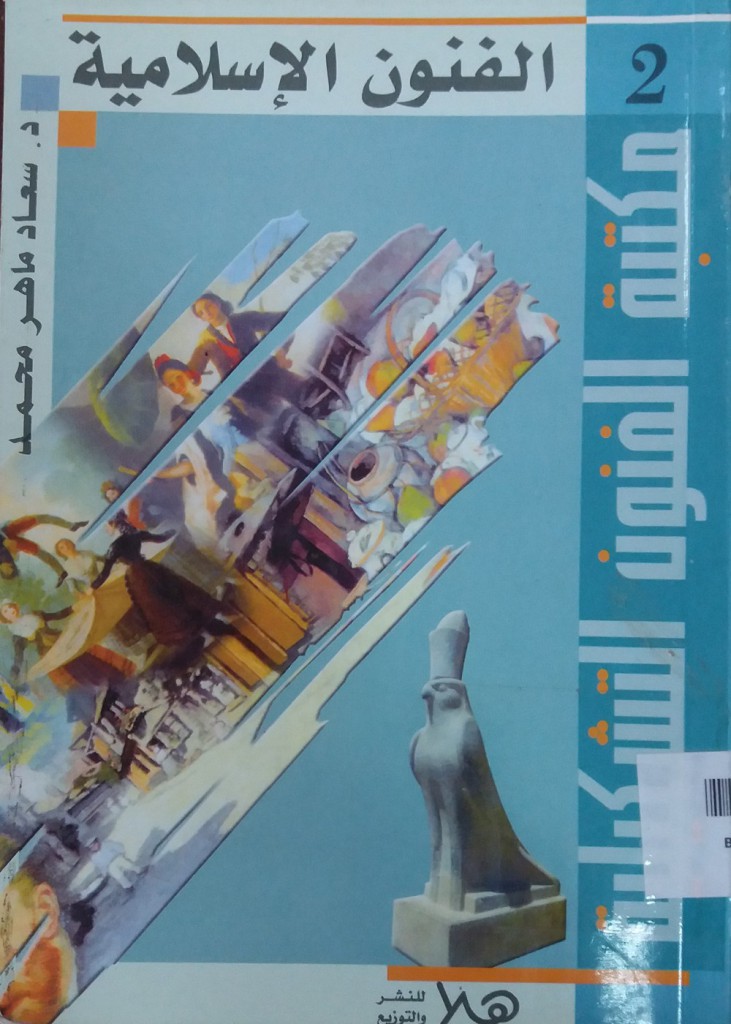 الفنون الإسلامية
2
د. سعاد ماهر محمد
مكتبة الفنون التشكيلية
هلا
للنشر
والتوزيع